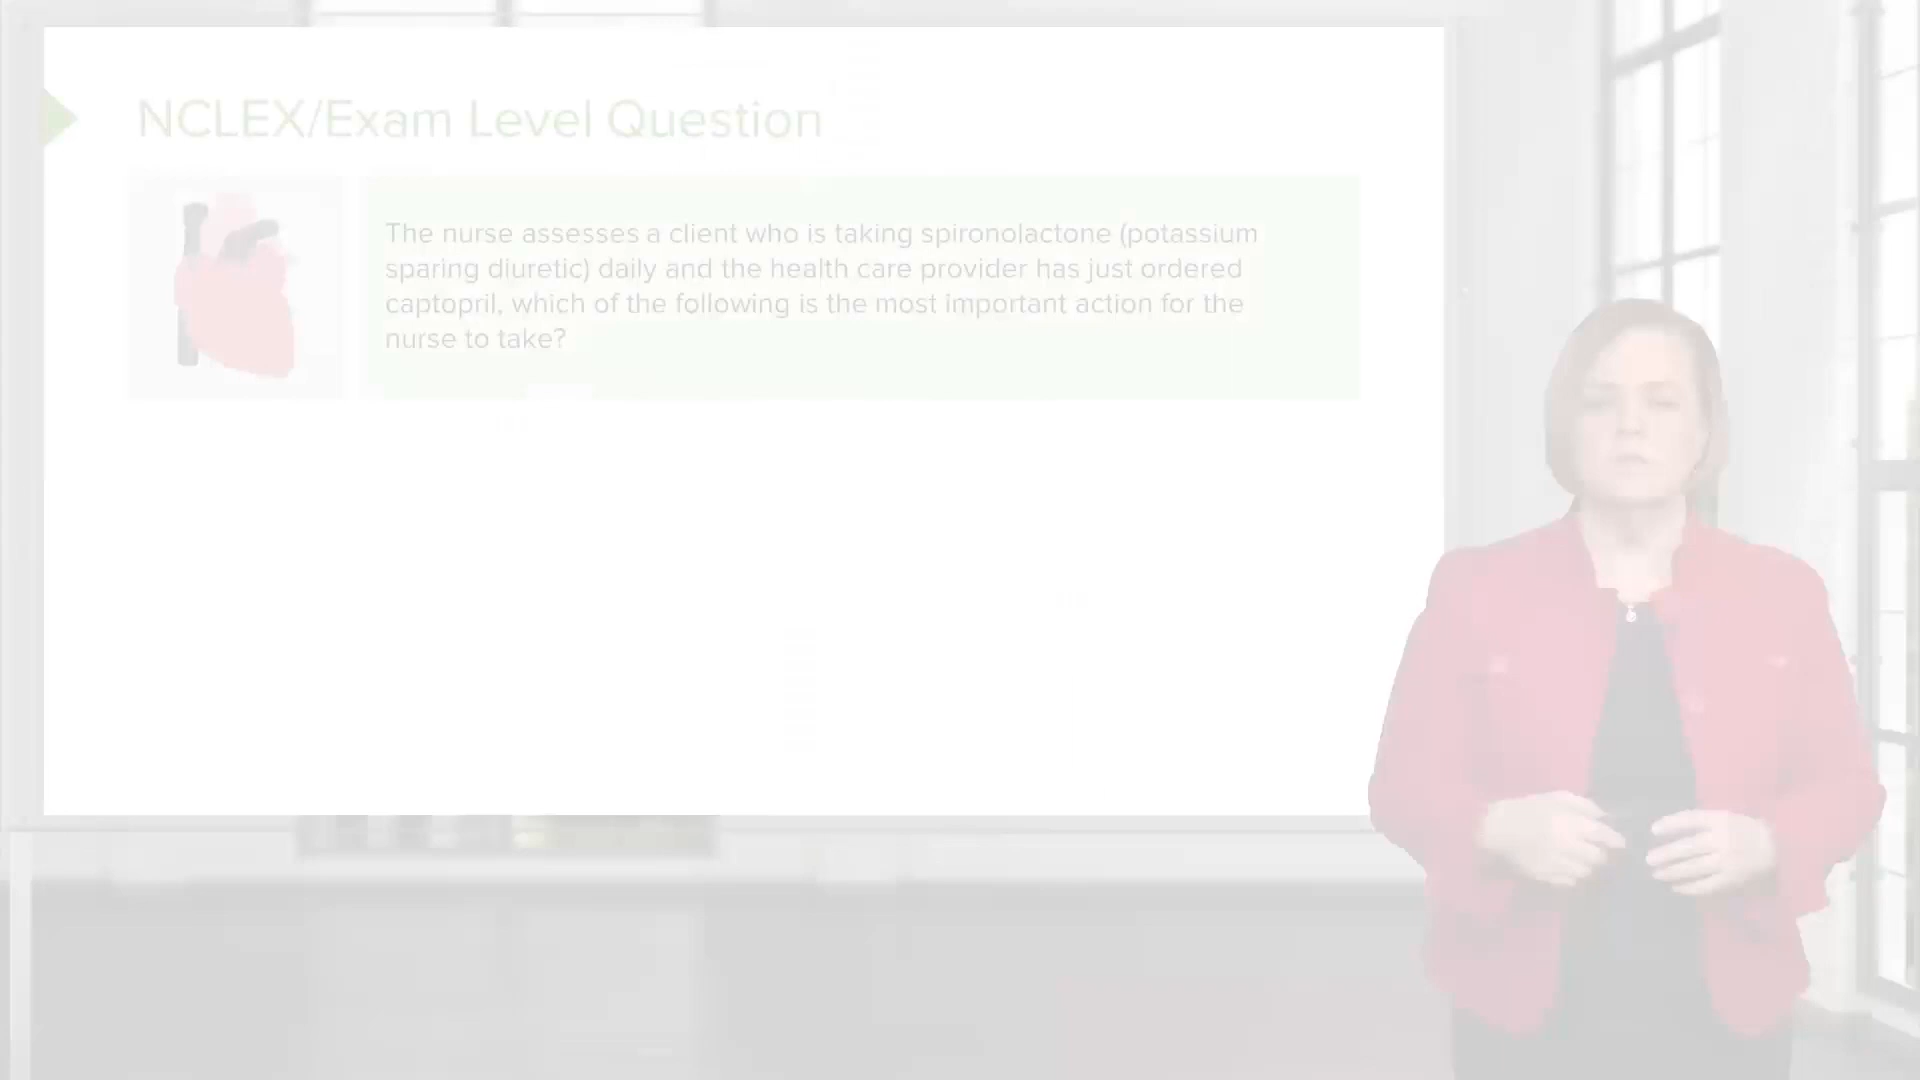 NCLEX/Exam Level Question
The nurse assesses a client who is taking spironolactone (potassium
sparing diuretic) daily and the health care provider has just ordered
captopril, which of the following is the most important action for the
nurse to take?